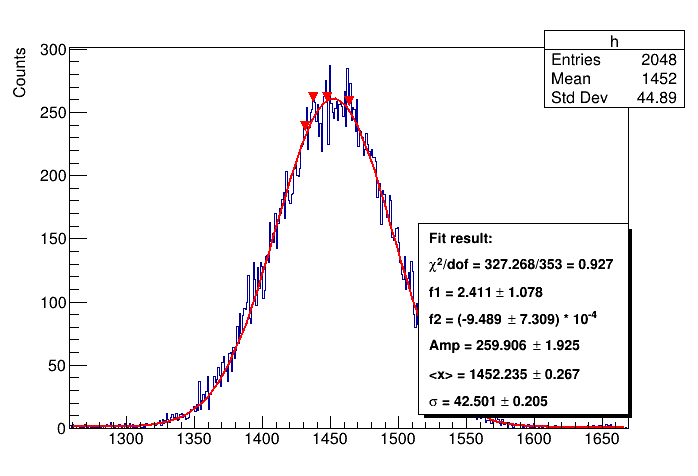 h
Entries 2048
Mean 1452
Std Dev 44.89
Counts
300
250
200
150
100
50
0
Fit result:
χ²/dof = 327.268/353 = 0.927
f1 = 2.411 ± 1.078
f2 = (-9.489 ± 7.309) * 10⁻⁴
Amp = 259.906 ± 1.925
<x> = 1452.235 ± 0.267
σ = 42.501 ± 0.205
1300 1350 1400 1450 1500 1550 1600 1650